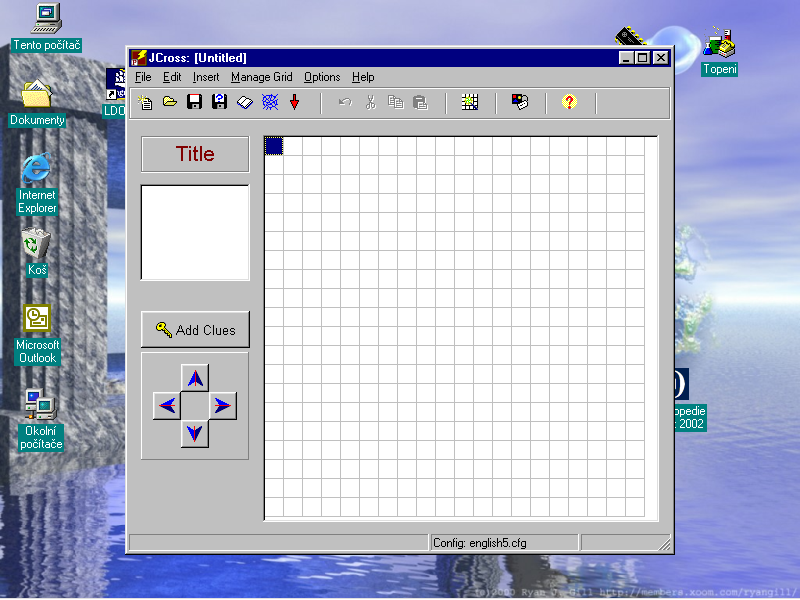 Tento počítač
Dokumenty
Internet
Explorer
Koš
Microsoft
Outlook
Okolní
počítače
LDO
JCross: [Untitled]
File Edit Insert Manage Grid Options Help
Title
Add Clues
Config: english5.cfg
Topeni
opedie
2002
(c)2000 Ryan J. Gill http://members.xoom.com/ryangill/